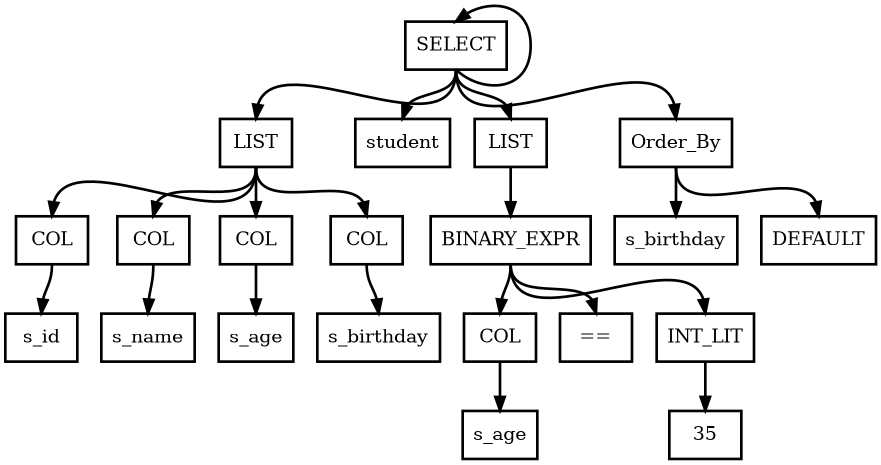 SELECT
LIST student LIST Order_By
COL COL COL COL BINARY_EXPR s_birthday DEFAULT
s_id s_name s_age s_birthday COL == INT_LIT
s_age 35